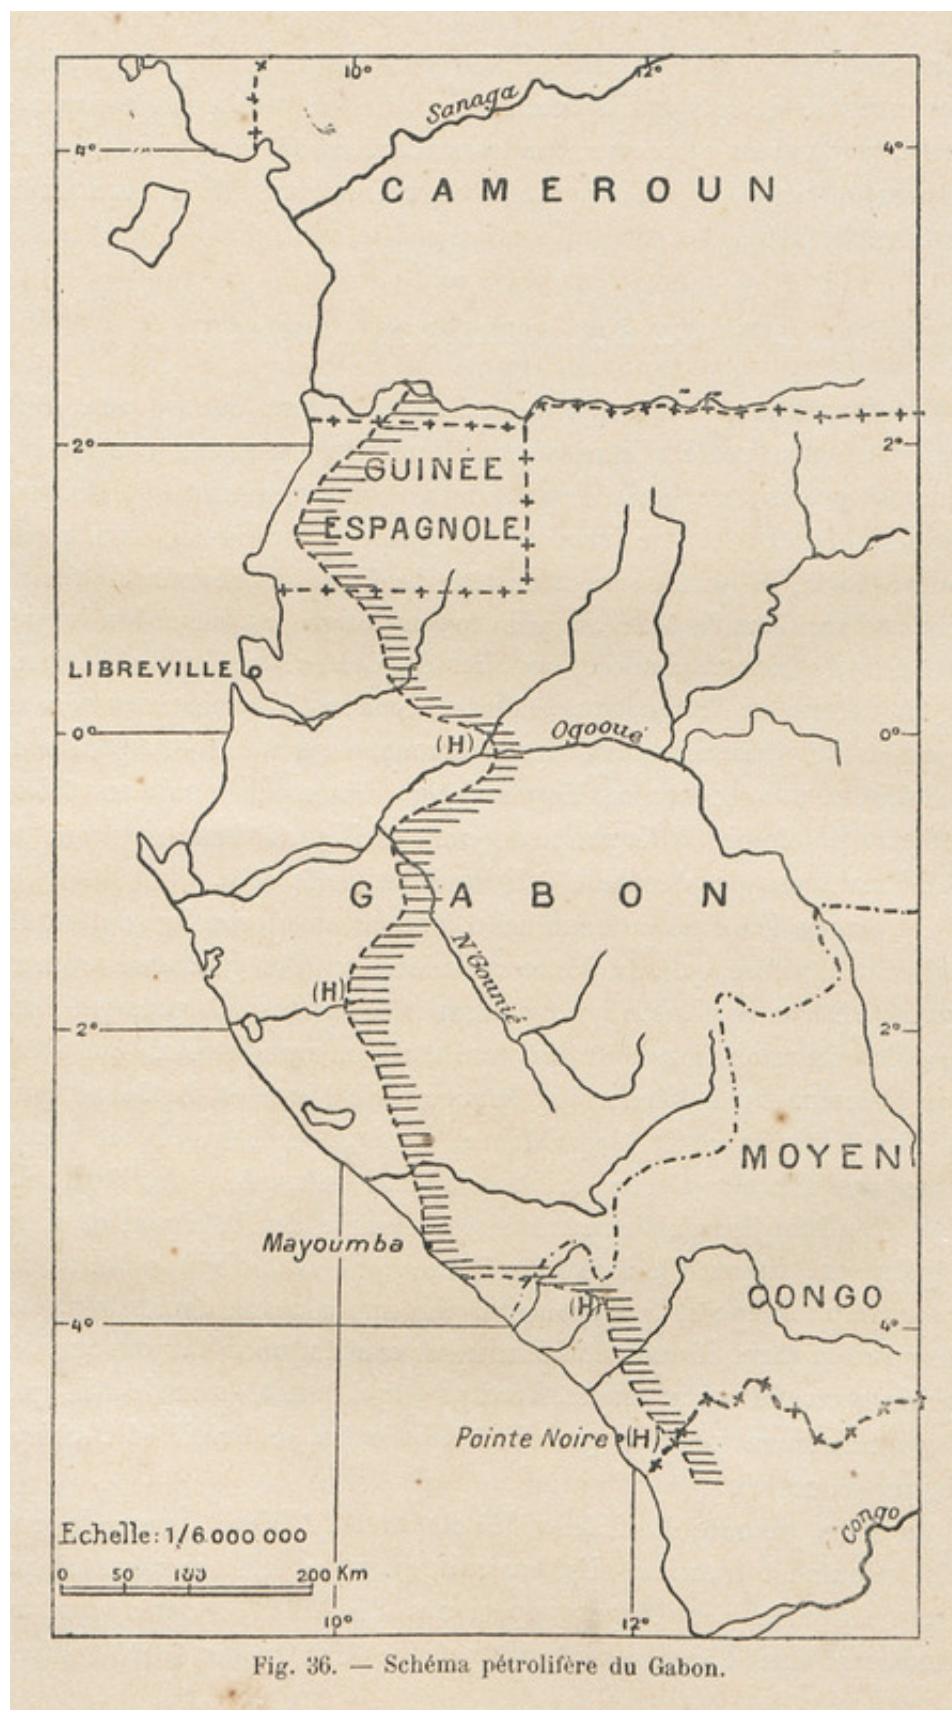 10° 12°
Sanaga
4° 4°
CAMEROUN
2° 2°
GUINÉE
ESPAGNOLE
LIBREVILLE
0° 0°
(H)
Ogooué
GABON
N'Gounié
(H)
2° 2°
MOYEN
Mayoumba
CONGO
(H)
4° 4°
Pointe Noire (H)
Congo
Echelle: 1/6 000 000
0 50 100 200 Km
10° 12°
Fig. 36. — Schéma pétrolifère du Gabon.